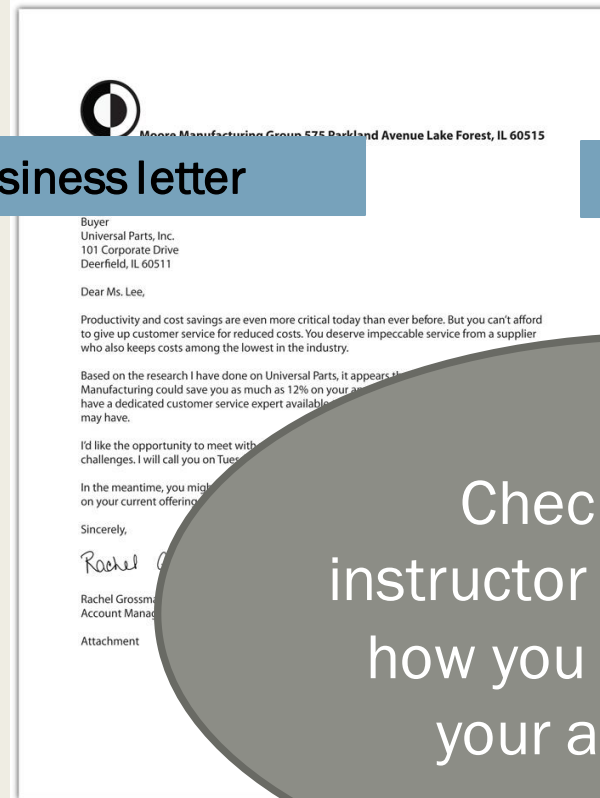 Moore Manufacturing Group 575 Parkland Avenue Lake Forest, IL 60515
siness letter
Buyer
Universal Parts, Inc.
101 Corporate Drive
Deerfield, IL 60511
Dear Ms. Lee,
Productivity and cost savings are even more critical today than ever before. But you can't afford
to give up customer service for reduced costs. You deserve impeccable service from a supplier
who also keeps costs among the lowest in the industry.
Based on the research I have done on Universal Parts, it appears
Manufacturing could save you as much as 12% on your
have a dedicated customer service expert available
may have.
I'd like the opportunity to meet with
challenges. I will call you on Tues
In the meantime, you migh
on your current offering
Sincerely,
Rachel
Rachel Grossma
Account Manag
Attachment
Chec
instructor
how you
your a